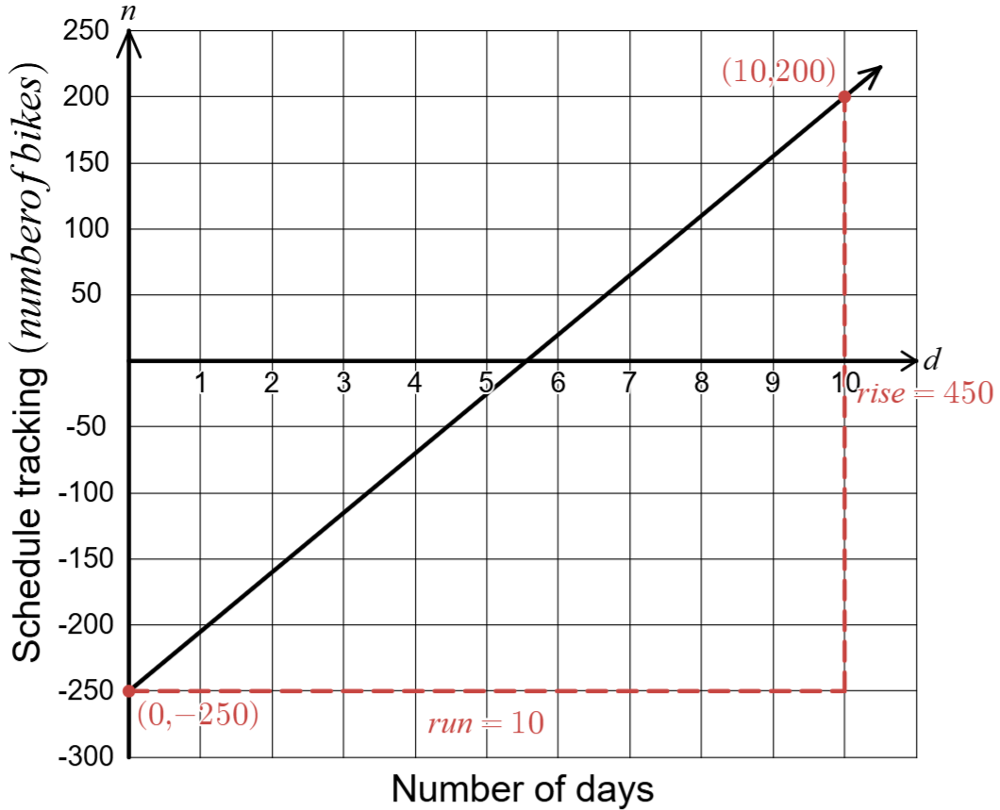 n
250
200
150
100
50
-50
-100
-150
-200
-250
-300
Schedule tracking (number of bikes)
(10,200)
1 2 3 4 5 6 7 8 9 10
d
rise = 450
(0,−250)
run = 10
Number of days